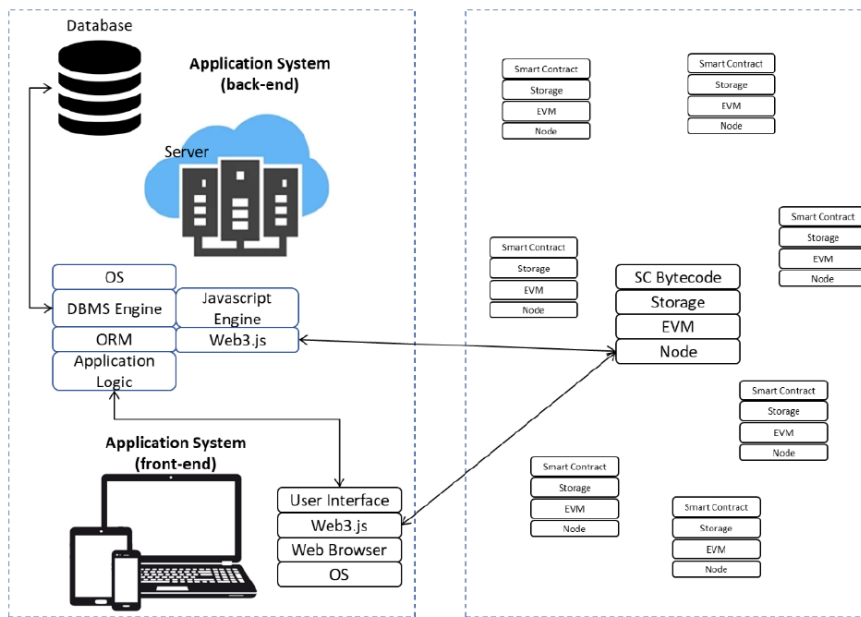 Database
Application System
(back-end)
Server
OS
DBMS Engine
Javascript
Engine
ORM
Web3.js
Application
Logic
Application System
(front-end)
User Interface
Web3.js
Web Browser
OS
Smart Contract
Storage
EVM
Node
Smart Contract
Storage
EVM
Node
Smart Contract
Storage
EVM
Node
Smart Contract
Storage
EVM
Node
SC Bytecode
Storage
EVM
Node
Smart Contract
Storage
EVM
Node
Smart Contract
Storage
EVM
Node
Smart Contract
Storage
EVM
Node